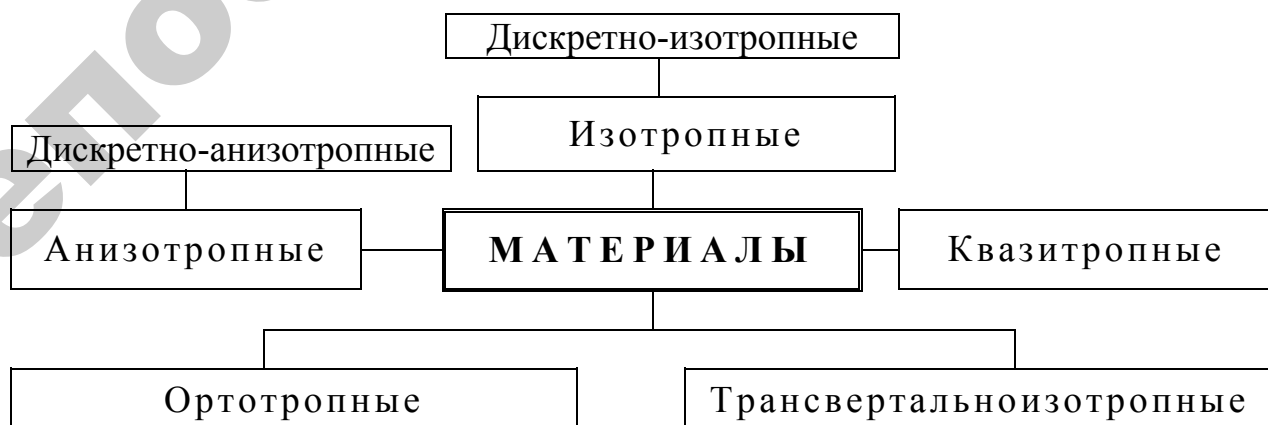 Дискретно-изотропные
Изотропные
Дискретно-анизотропные
Анизотропные
МАТЕРИАЛЫ
Квазитропные
Ортотропные
Трансвертальноизотропные